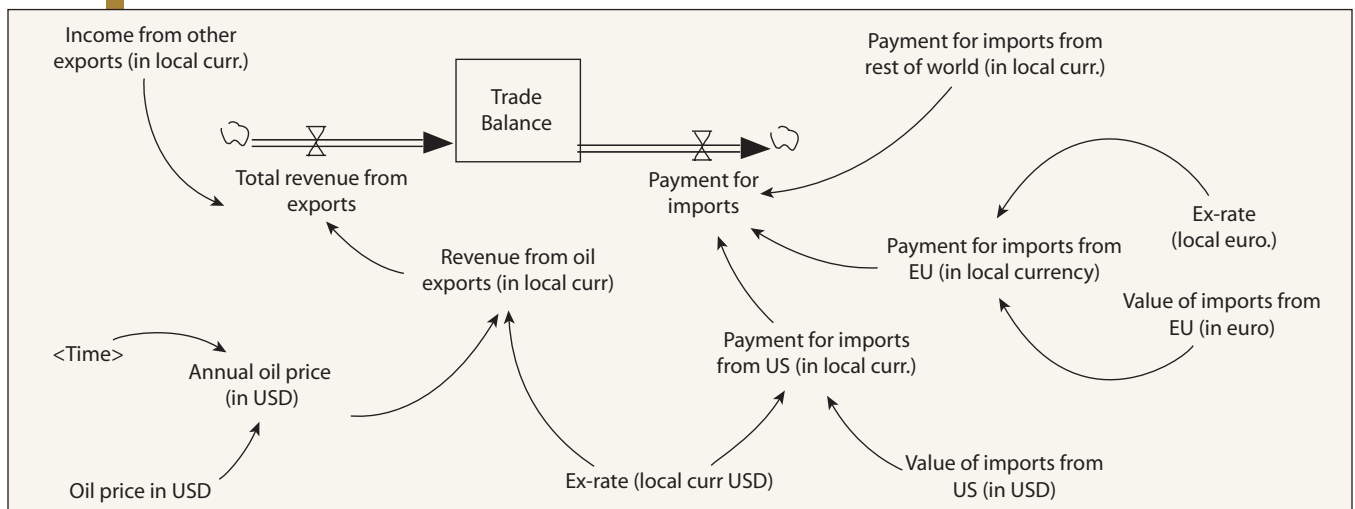 Income from other
exports (in local curr.)
Payment for imports from
rest of world (in local curr.)
Trade
Balance
Total revenue from
exports
Payment for
imports
Ex-rate
(local euro.)
Payment for imports from
EU (in local currency)
Revenue from oil
exports (in local curr)
Value of imports from
EU (in euro)
Payment for imports
from US (in local curr.)
<Time>
Annual oil price
(in USD)
Oil price in USD
Ex-rate (local curr USD)
Value of imports from
US (in USD)